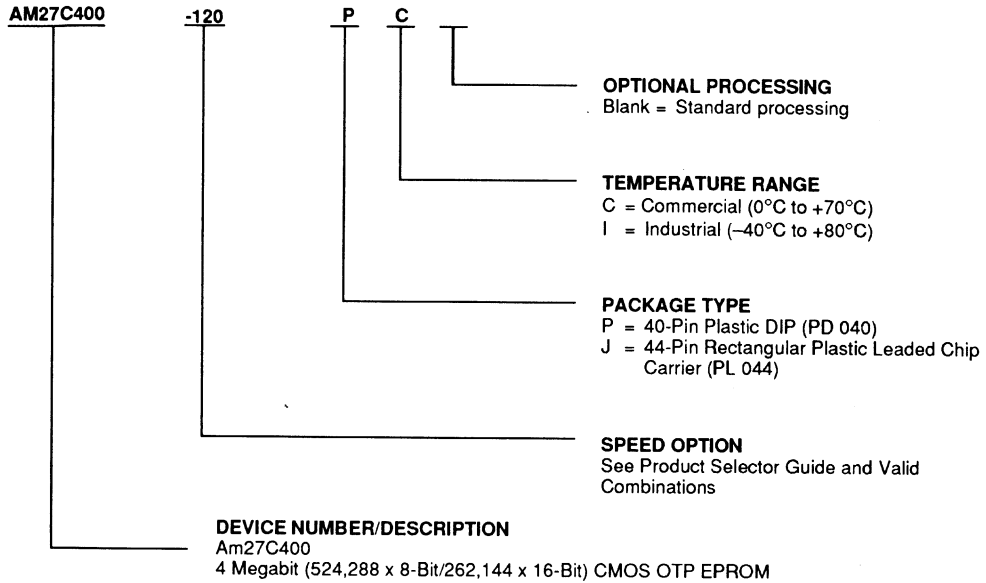 AM27C400 -120 P C
OPTIONAL PROCESSING
Blank = Standard processing
TEMPERATURE RANGE
C = Commercial (0°C to +70°C)
I = Industrial (–40°C to +80°C)
PACKAGE TYPE
P = 40-Pin Plastic DIP (PD 040)
J = 44-Pin Rectangular Plastic Leaded Chip
Carrier (PL 044)
SPEED OPTION
See Product Selector Guide and Valid
Combinations
DEVICE NUMBER/DESCRIPTION
Am27C400
4 Megabit (524,288 x 8-Bit/262,144 x 16-Bit) CMOS OTP EPROM